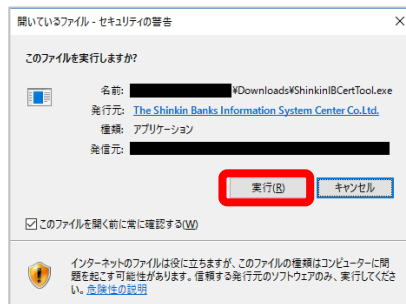 開いているファイル - セキュリティの警告
このファイルを実行しますか?
名前: ¥Downloads¥ShinkinIBCertTool.exe
発行元: The Shinkin Banks Information System Center Co.Ltd.
種類: アプリケーション
発信元:
実行(R) キャンセル
このファイルを開く前に常に確認する(W)
インターネットのファイルは役に立ちますが、このファイルの種類はコンピューターに問
題を起こす可能性があります。信頼する発行元のソフトウェアのみ、実行してくださ
い。危険性の説明